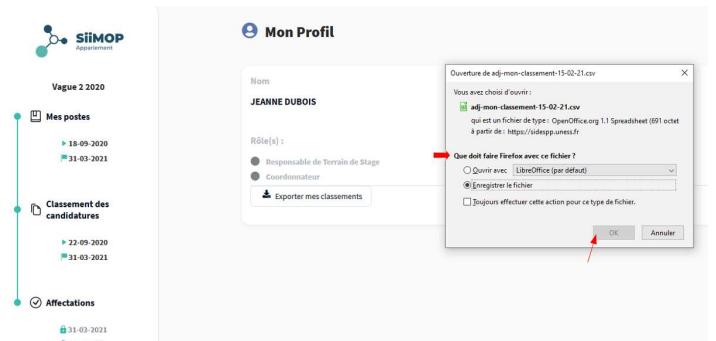 SiiMOP
Appariement
Vague 2 2020
Mes postes
18-09-2020
31-03-2021
Classement des
candidatures
22-09-2020
31-03-2021
Affectations
31-03-2021
Mon Profil
Nom
JEANNE DUBOIS
Rôle(s) :
Responsable de Terrain de Stage
Coordonnateur
Exporter mes classements
Ouverture de adj-mon-classement-15-02-21.csv
Vous avez choisi d'ouvrir :
adj-mon-classement-15-02-21.csv
qui est un fichier de type : OpenOffice.org 1.1 Spreadsheet (691 octet
à partir de : https://sidespp.uness.fr
Que doit faire Firefox avec ce fichier ?
Ouvrir avec LibreOffice (par défaut)
Enregistrer le fichier
Toujours effectuer cette action pour ce type de fichier.
OK Annuler